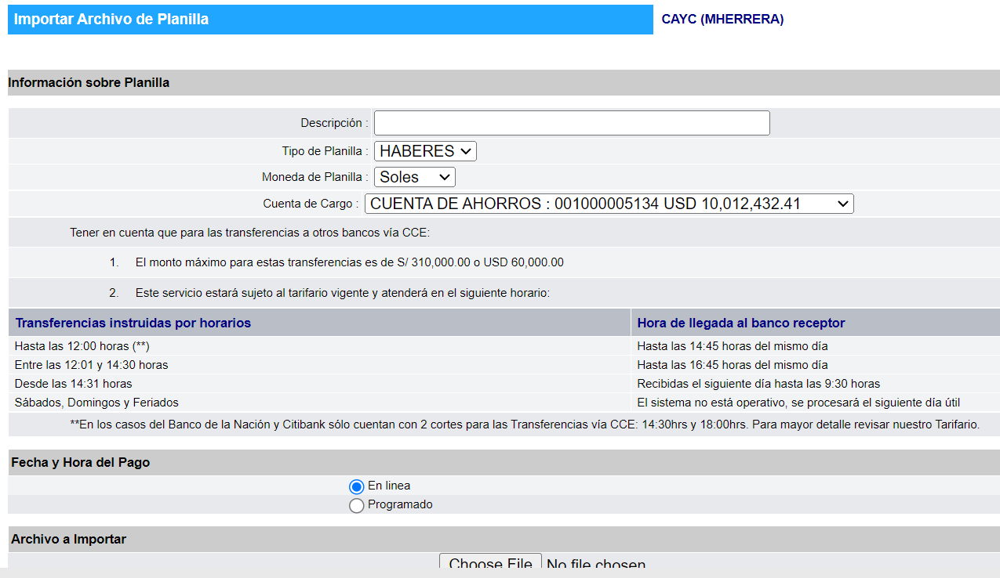 Importar Archivo de Planilla CAYC (MHERRERA)
Información sobre Planilla
Descripción :
Tipo de Planilla : HABERES
Moneda de Planilla : Soles
Cuenta de Cargo : CUENTA DE AHORROS : 001000005134 USD 10,012,432.41
Tener en cuenta que para las transferencias a otros bancos vía CCE:
1. El monto máximo para estas transferencias es de S/ 310,000.00 o USD 60,000.00
2. Este servicio estará sujeto al tarifario vigente y atenderá en el siguiente horario:
Transferencias instruidas por horarios Hora de llegada al banco receptor
Hasta las 12:00 horas (**) Hasta las 14:45 horas del mismo día
Entre las 12:01 y 14:30 horas Hasta las 16:45 horas del mismo día
Desde las 14:31 horas Recibidas el siguiente día hasta las 9:30 horas
Sábados, Domingos y Feriados El sistema no está operativo, se procesará el siguiente día útil
**En los casos del Banco de la Nación y Citibank sólo cuentan con 2 cortes para las Transferencias vía CCE: 14:30hrs y 18:00hrs. Para mayor detalle revisar nuestro Tarifario.
Fecha y Hora del Pago
En linea
Programado
Archivo a Importar
Choose File No file chosen